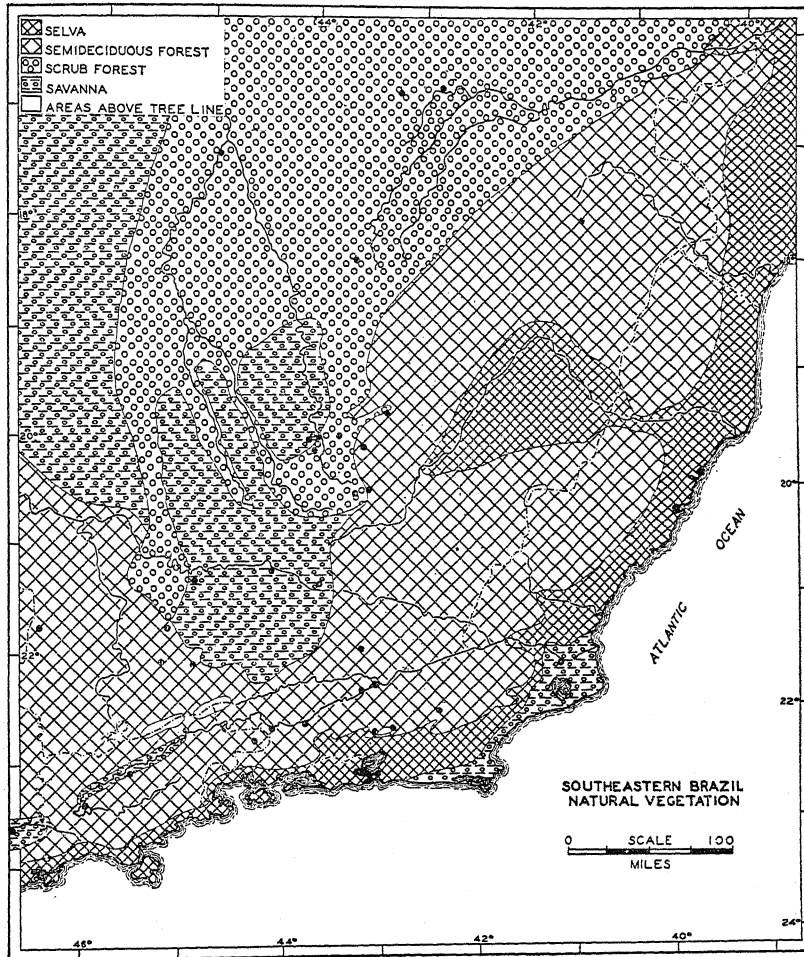 44°
42°
40°
SELVA
SEMIDECIDUOUS FOREST
SCRUB FOREST
SAVANNA
AREAS ABOVE TREE LINE
20°
OCEAN
ATLANTIC
22°
22°
SOUTHEASTERN BRAZIL
NATURAL VEGETATION
0 SCALE 100
MILES
46°
44°
42°
40°
24°